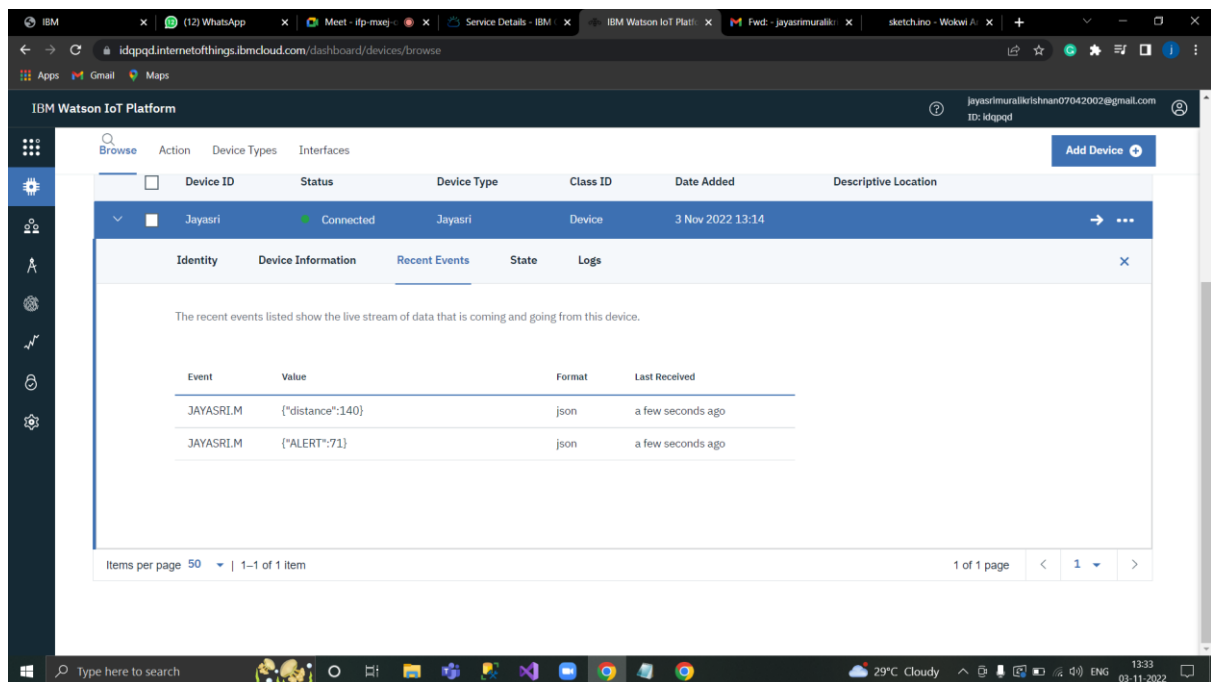 IBM
(12) WhatsApp
Meet - ifp-mxej-c
Service Details - IBM
IBM Watson IoT Platfo
Fwd: - jayasrimuralikri
sketch.ino - Wokwi A
idqpqd.internetofthings.ibmcloud.com/dashboard/devices/browse
Apps Gmail Maps
IBM Watson IoT Platform
jayasrimuralikrishnan07042002@gmail.com
ID: idqpqd
Browse Action Device Types Interfaces
Add Device
Device ID Status Device Type Class ID Date Added Descriptive Location
Jayasri Connected Jayasri Device 3 Nov 2022 13:14
Identity Device Information Recent Events State Logs
The recent events listed show the live stream of data that is coming and going from this device.
Event Value Format Last Received
JAYASRI.M {"distance":140} json a few seconds ago
JAYASRI.M {"ALERT":71} json a few seconds ago
Items per page 50 | 1–1 of 1 item
1 of 1 page 1
Type here to search
29°C Cloudy
ENG
13:33
03-11-2022